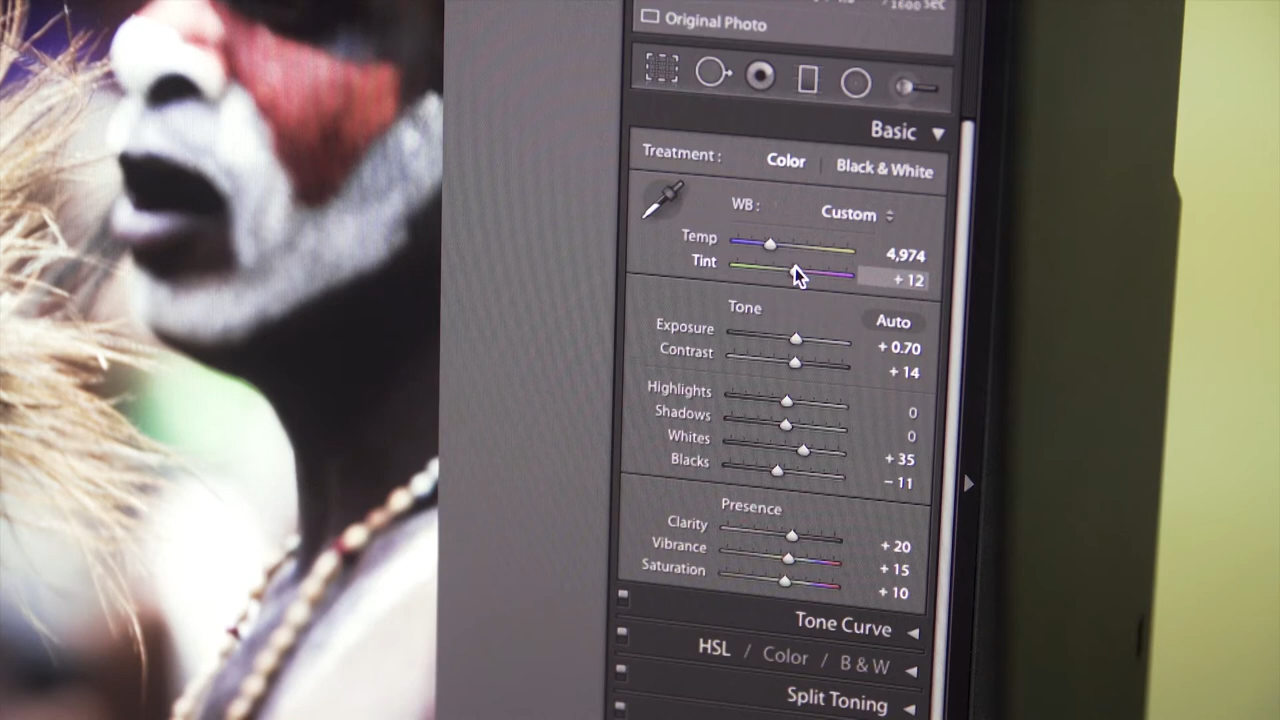 1600 sec
Original Photo
Basic
Treatment : Color | Black & White
WB : Custom
Temp 4,974
Tint + 12
Tone Auto
Exposure + 0.70
Contrast + 14
Highlights 0
Shadows 0
Whites + 35
Blacks − 11
Presence
Clarity + 20
Vibrance + 15
Saturation + 10
Tone Curve
HSL / Color / B & W
Split Toning